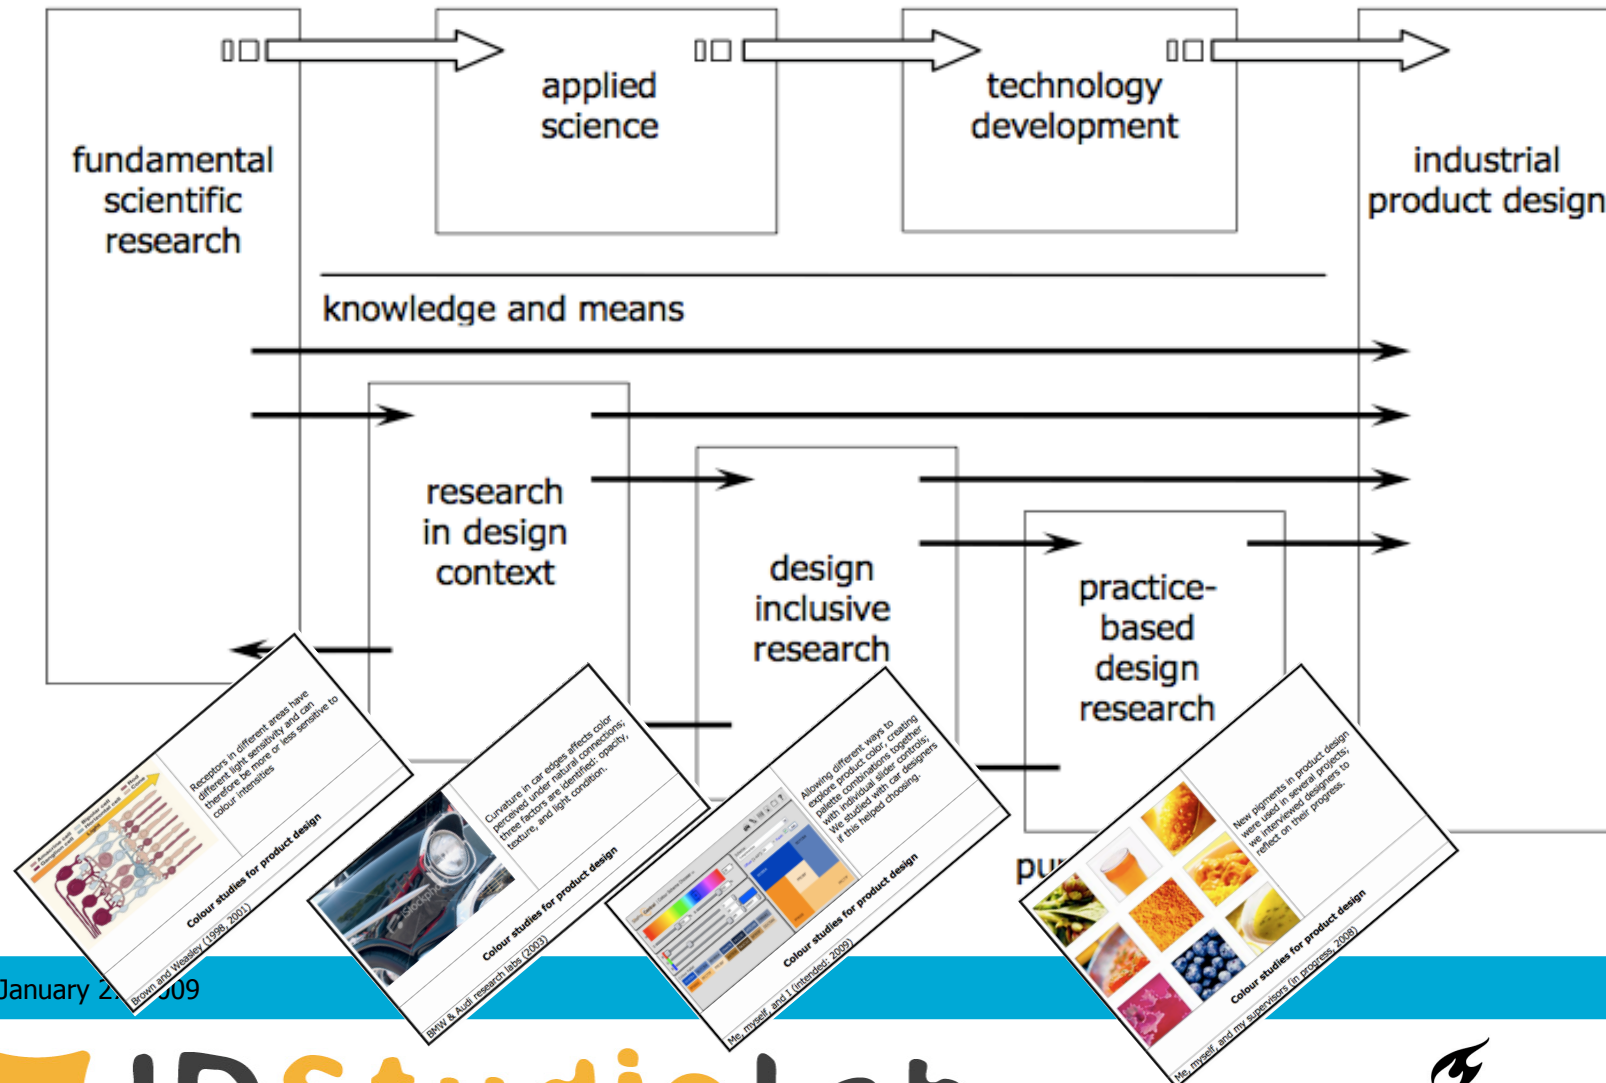 applied
science
technology
development
fundamental
scientific
research
industrial
product design
knowledge and means
research
in design
context
design
inclusive
research
practice-
based
design
research
Receptors in different areas have
different light sensitivity and can
therefore be more or less sensitive to
colour intensities
Light
Colour studies for product design
Brown and Weasley (1998, 2001)
Curvature in car edges affects color
perceived under natural connections;
three factors are identified: opacity,
texture, and light condition.
iStockpho
Colour studies for product design
BMW & Audi research labs (2003)
Allowing different ways to
explore product color, creating
palette combinations together
with individual slider controls;
We studied with car designers
if this helped choosing.
Colour studies for product design
Me, myself, and I (intended: 2009)
New pigments in product design
were used in several projects;
we interviewed designers to
reflect on their progress.
Colour studies for product design
Me, myself, and my supervisors (in progress, 2008)
pu
January 2
09
IDStudioLab